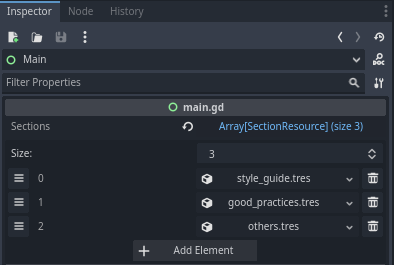 Inspector Node History
Main
Filter Properties
main.gd
Sections Array[SectionResource] (size 3)
Size: 3
0 style_guide.tres
1 good_practices.tres
2 others.tres
Add Element